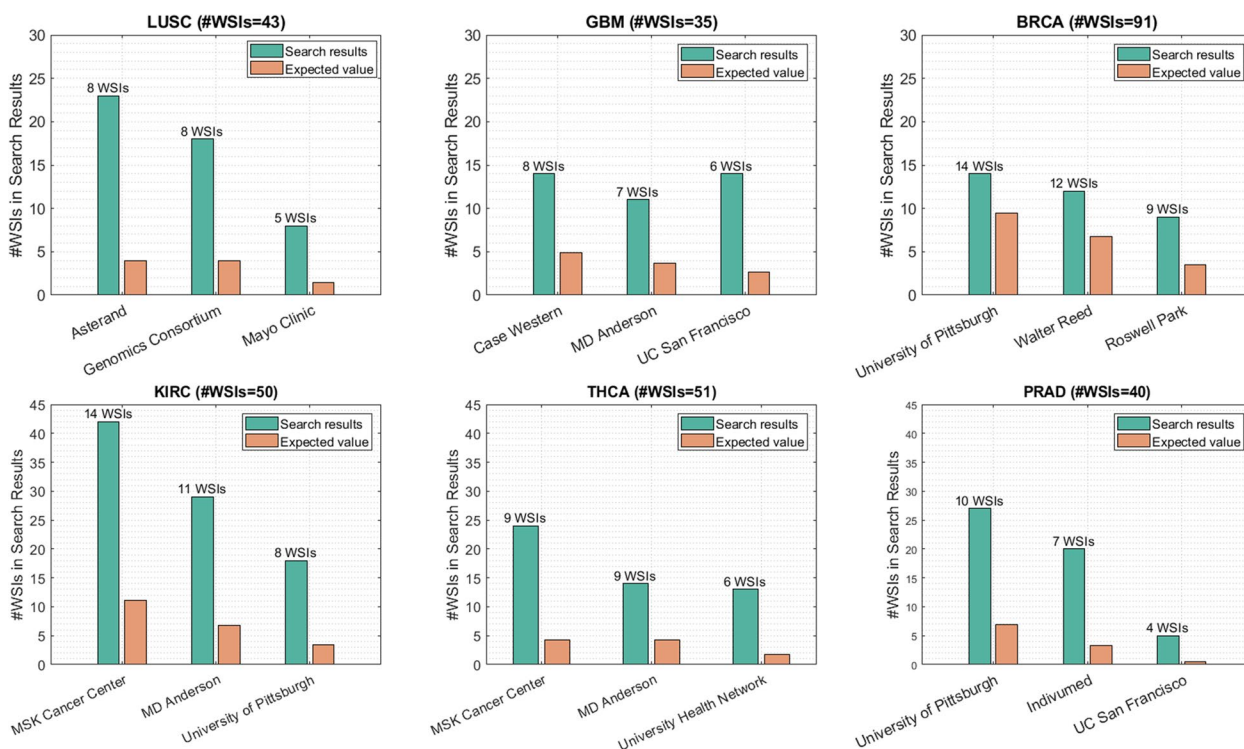 LUSC (#WSIs=43)
30
25
20
15
10
5
0
#WSIs in Search Results
Search results
Expected value
8 WSIs
8 WSIs
5 WSIs
Asterand
Genomics Consortium
Mayo Clinic
GBM (#WSIs=35)
30
25
20
15
10
5
0
#WSIs in Search Results
Search results
Expected value
8 WSIs
7 WSIs
6 WSIs
Case Western
MD Anderson
UC San Francisco
BRCA (#WSIs=91)
30
25
20
15
10
5
0
#WSIs in Search Results
Search results
Expected value
14 WSIs
12 WSIs
9 WSIs
University of Pittsburgh
Walter Reed
Roswell Park
KIRC (#WSIs=50)
45
40
35
30
25
20
15
10
5
0
#WSIs in Search Results
Search results
Expected value
14 WSIs
11 WSIs
8 WSIs
MSK Cancer Center
MD Anderson
University of Pittsburgh
THCA (#WSIs=51)
45
40
35
30
25
20
15
10
5
0
#WSIs in Search Results
Search results
Expected value
9 WSIs
9 WSIs
6 WSIs
MSK Cancer Center
MD Anderson
University Health Network
PRAD (#WSIs=40)
45
40
35
30
25
20
15
10
5
0
#WSIs in Search Results
Search results
Expected value
10 WSIs
7 WSIs
4 WSIs
University of Pittsburgh
Indivumed
UC San Francisco